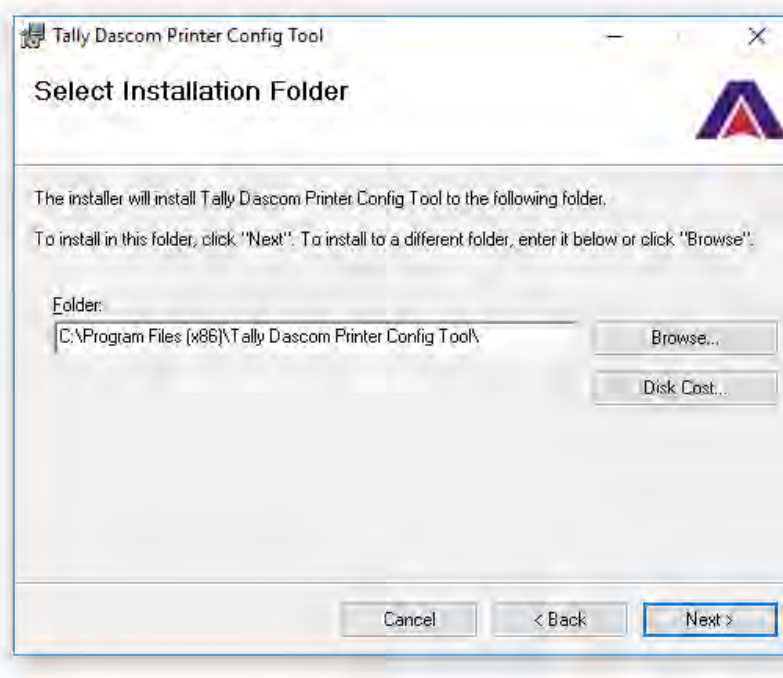 Tally Dascom Printer Config Tool
Select Installation Folder
The installer will install Tally Dascom Printer Config Tool to the following folder.
To install in this folder, click "Next". To install to a different folder, enter it below or click "Browse".
Folder:
C:\Program Files (x86)\Tally Dascom Printer Config Tool\
Browse...
Disk Cost...
Cancel
< Back
Next >